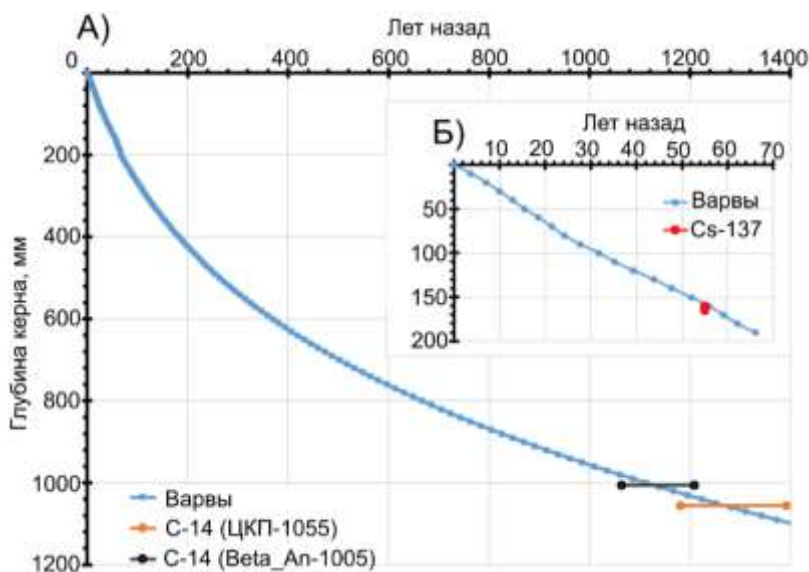 А)
Лет назад
0 200 400 600 800 1000 1200 1400
Б)
Лет назад
10 20 30 40 50 60 70
Варвы
Cs-137
50
100
150
200
Глубина керна, мм
200
400
600
800
1000
1200
Варвы
С-14 (ЦКП-1055)
С-14 (Beta_An-1005)